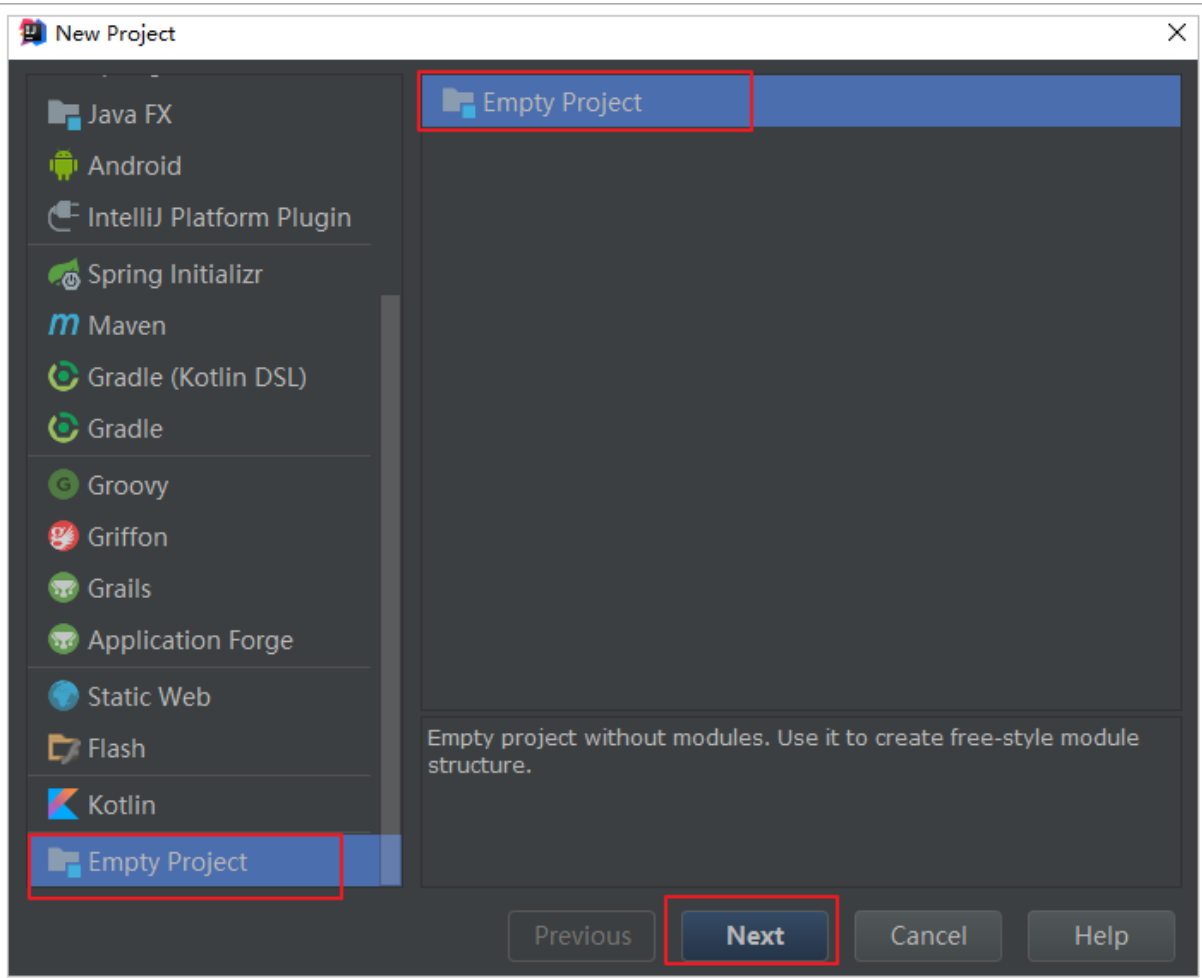 New Project
Java FX
Android
IntelliJ Platform Plugin
Spring Initializr
Maven
Gradle (Kotlin DSL)
Gradle
Groovy
Griffon
Grails
Application Forge
Static Web
Flash
Kotlin
Empty Project
Empty Project
Empty project without modules. Use it to create free-style module
structure.
Previous
Next
Cancel
Help